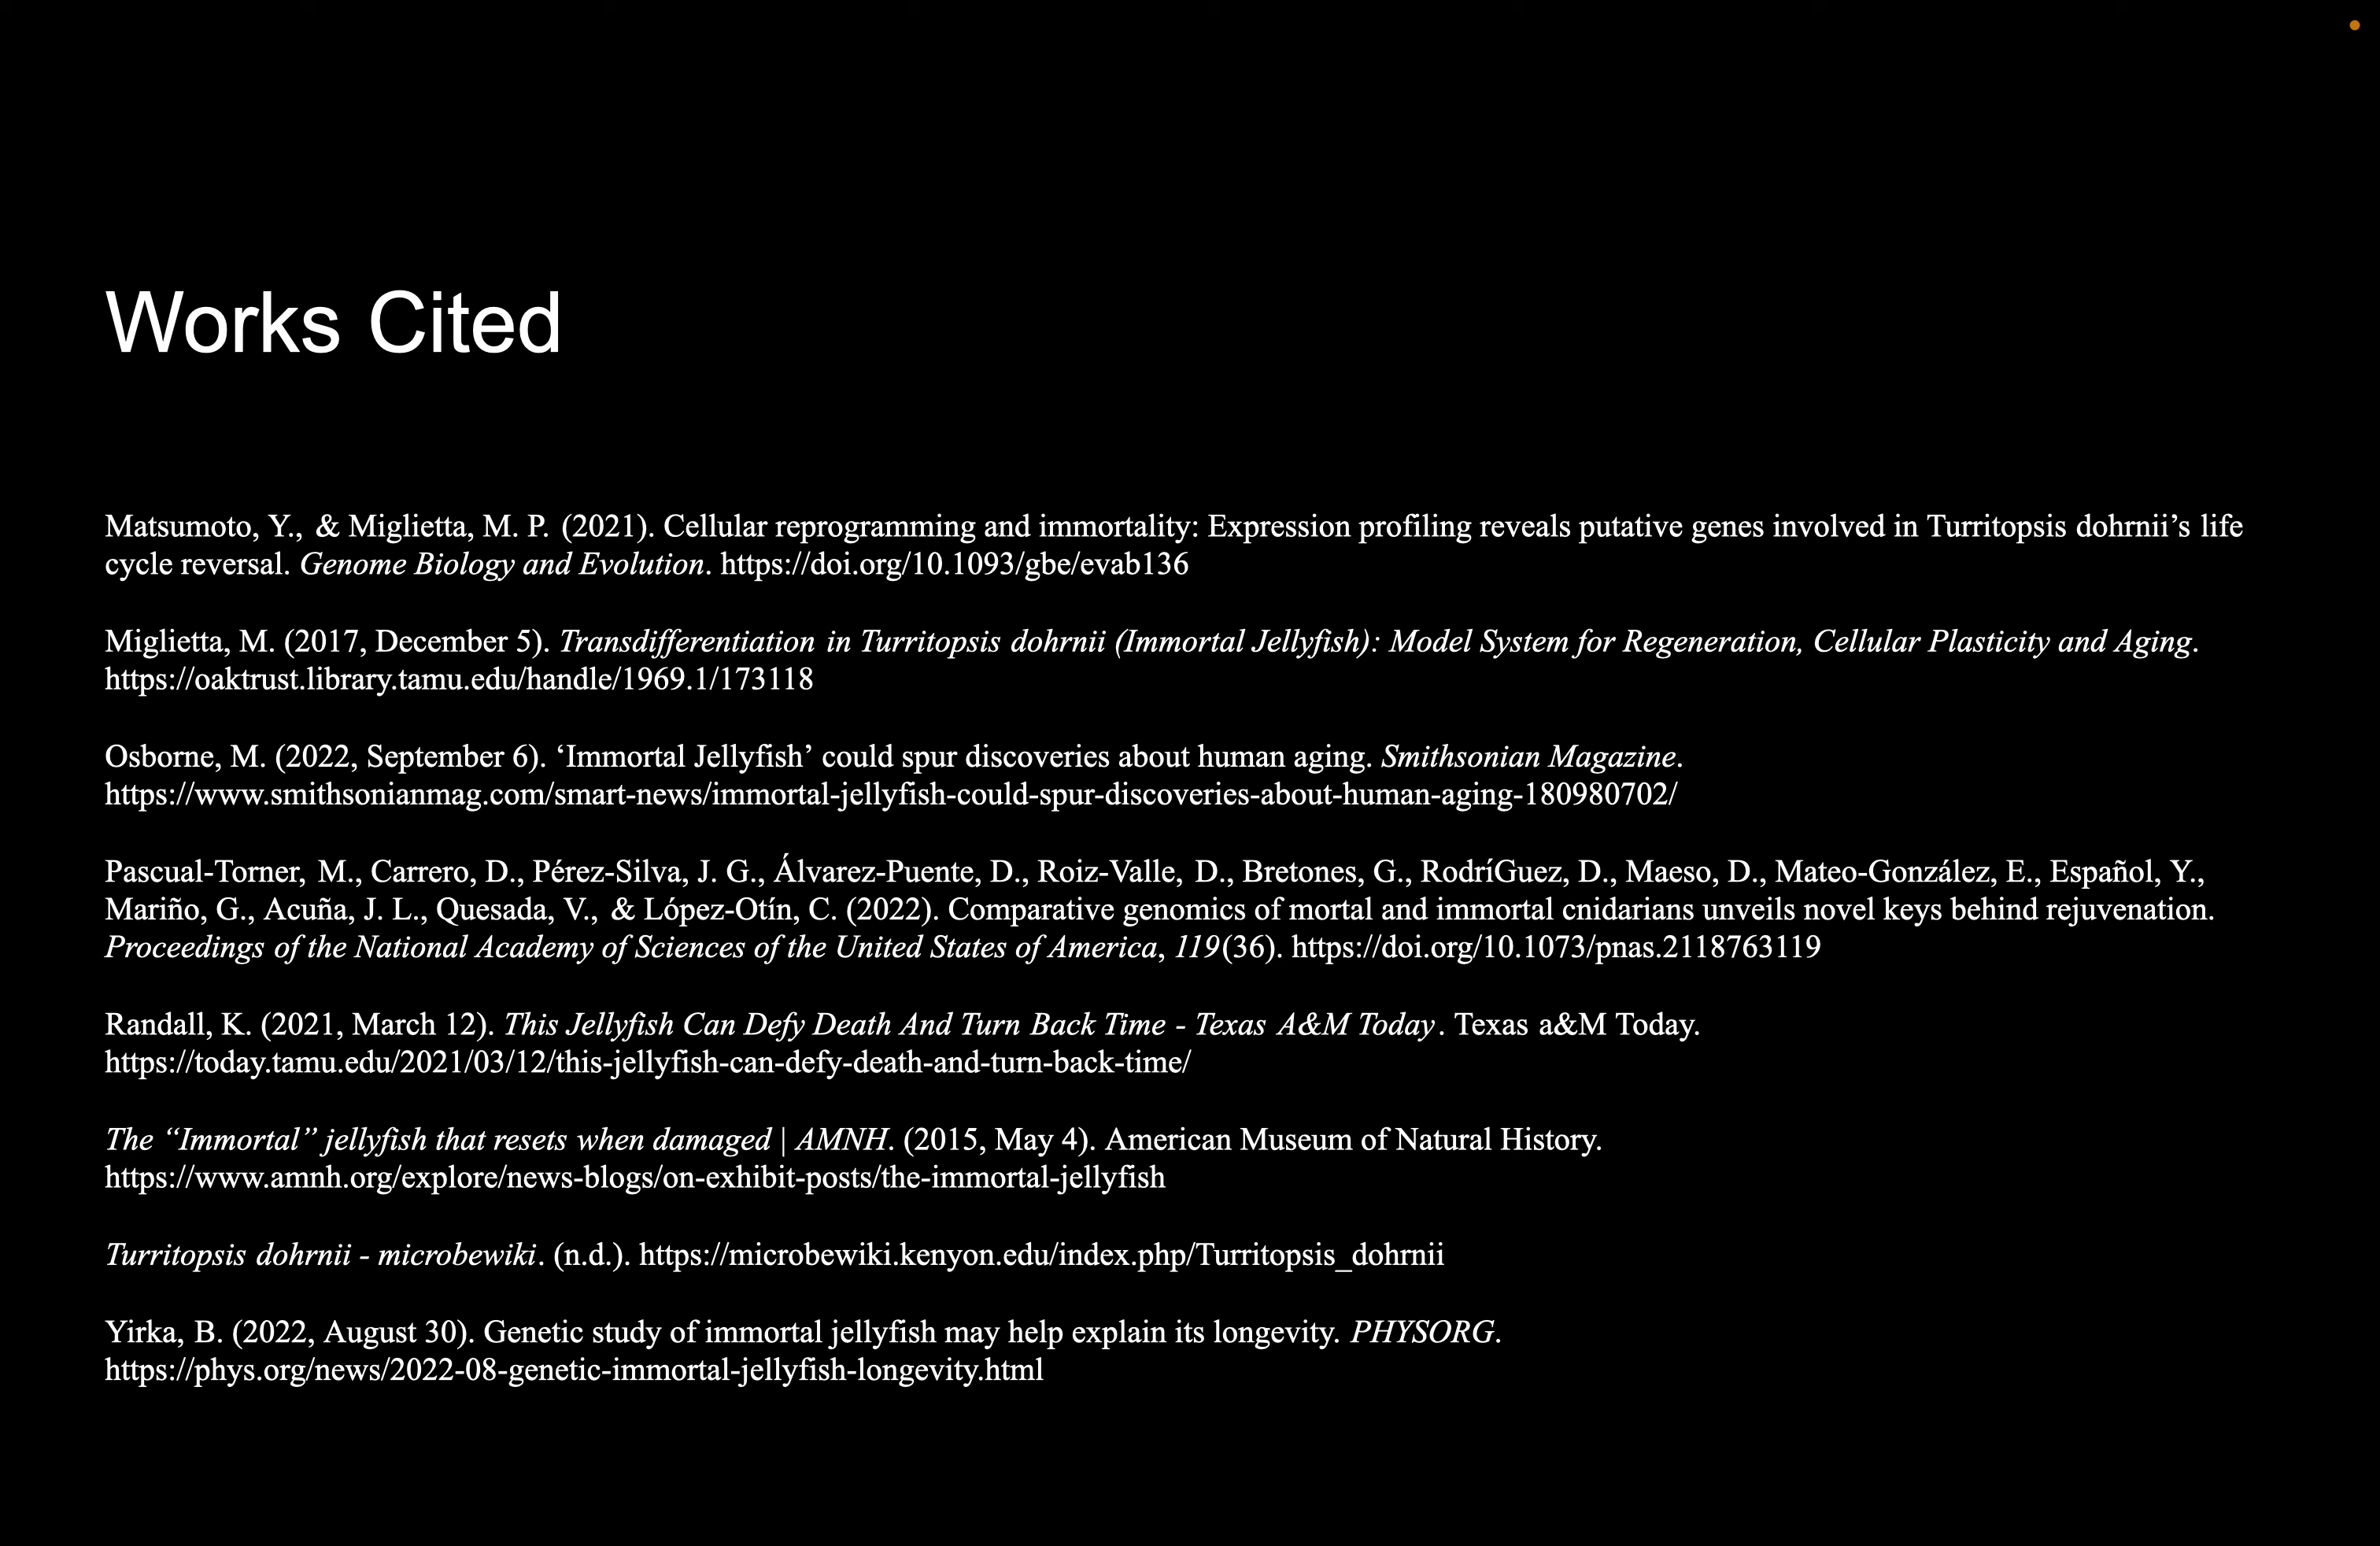 Works Cited
Matsumoto, Y., & Miglietta, M. P. (2021). Cellular reprogramming and immortality: Expression profiling reveals putative genes involved in Turritopsis dohrnii’s life
cycle reversal. Genome Biology and Evolution. https://doi.org/10.1093/gbe/evab136
Miglietta, M. (2017, December 5). Transdifferentiation in Turritopsis dohrnii (Immortal Jellyfish): Model System for Regeneration, Cellular Plasticity and Aging.
https://oaktrust.library.tamu.edu/handle/1969.1/173118
Osborne, M. (2022, September 6). ‘Immortal Jellyfish’ could spur discoveries about human aging. Smithsonian Magazine.
https://www.smithsonianmag.com/smart-news/immortal-jellyfish-could-spur-discoveries-about-human-aging-180980702/
Pascual-Torner, M., Carrero, D., Pérez-Silva, J. G., Álvarez-Puente, D., Roiz-Valle, D., Bretones, G., RodríGuez, D., Maeso, D., Mateo-González, E., Español, Y.,
Mariño, G., Acuña, J. L., Quesada, V., & López-Otín, C. (2022). Comparative genomics of mortal and immortal cnidarians unveils novel keys behind rejuvenation.
Proceedings of the National Academy of Sciences of the United States of America, 119(36). https://doi.org/10.1073/pnas.2118763119
Randall, K. (2021, March 12). This Jellyfish Can Defy Death And Turn Back Time - Texas A&M Today. Texas a&M Today.
https://today.tamu.edu/2021/03/12/this-jellyfish-can-defy-death-and-turn-back-time/
The “Immortal” jellyfish that resets when damaged | AMNH. (2015, May 4). American Museum of Natural History.
https://www.amnh.org/explore/news-blogs/on-exhibit-posts/the-immortal-jellyfish
Turritopsis dohrnii - microbewiki. (n.d.). https://microbewiki.kenyon.edu/index.php/Turritopsis_dohrnii
Yirka, B. (2022, August 30). Genetic study of immortal jellyfish may help explain its longevity. PHYSORG.
https://phys.org/news/2022-08-genetic-immortal-jellyfish-longevity.html